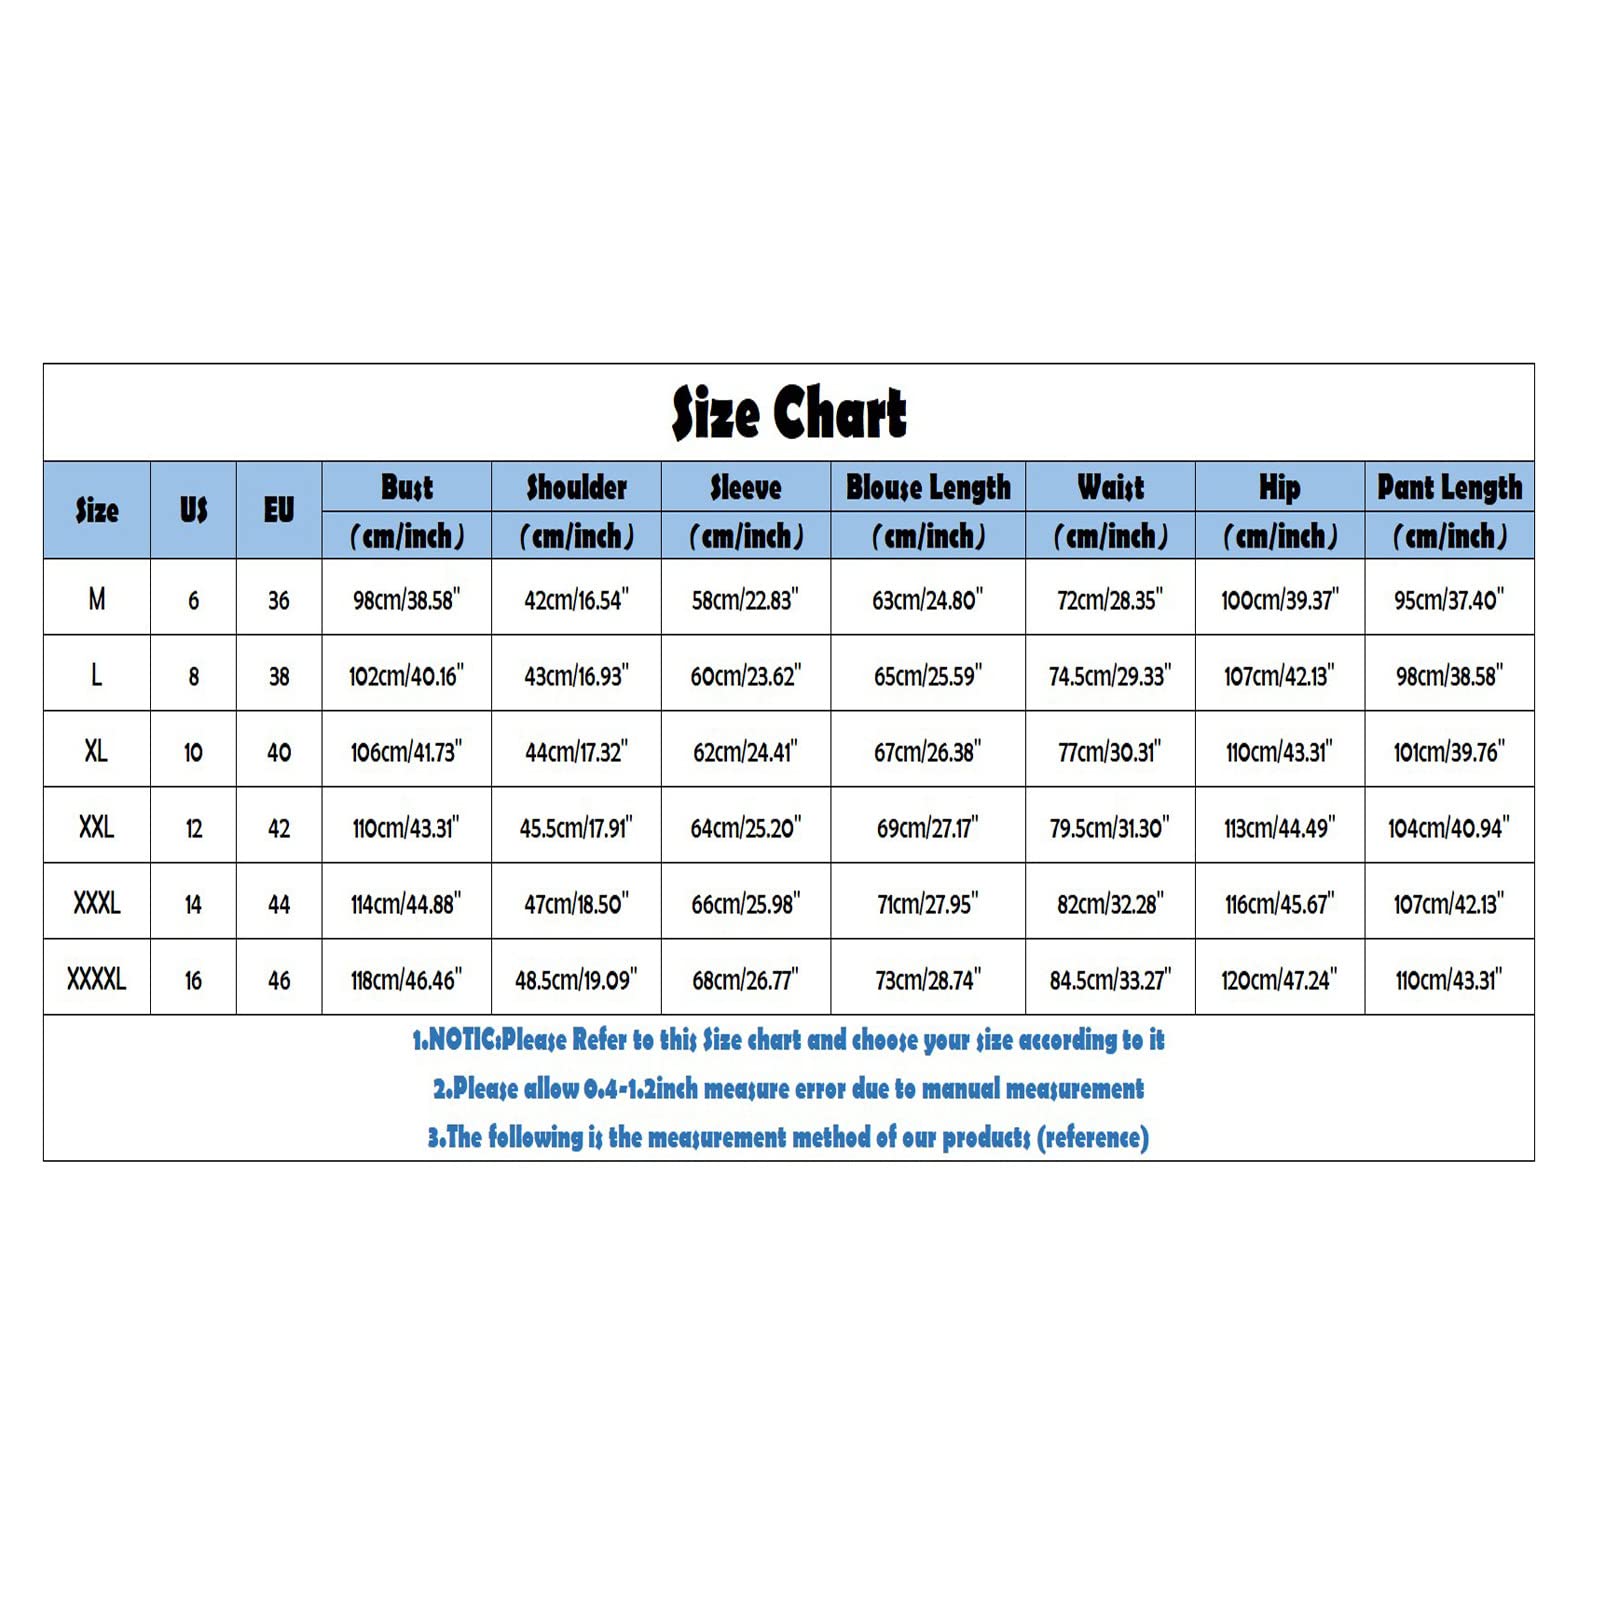 Size Chart
Size US EU Bust Shoulder Sleeve Blouse Length Waist Hip Pant Length
(cm/inch) (cm/inch) (cm/inch) (cm/inch) (cm/inch) (cm/inch) (cm/inch)
M 6 36 98cm/38.58" 42cm/16.54" 58cm/22.83" 63cm/24.80" 72cm/28.35" 100cm/39.37" 95cm/37.40"
L 8 38 102cm/40.16" 43cm/16.93" 60cm/23.62" 65cm/25.59" 74.5cm/29.33" 107cm/42.13" 98cm/38.58"
XL 10 40 106cm/41.73" 44cm/17.32" 62cm/24.41" 67cm/26.38" 77cm/30.31" 110cm/43.31" 101cm/39.76"
XXL 12 42 110cm/43.31" 45.5cm/17.91" 64cm/25.20" 69cm/27.17" 79.5cm/31.30" 113cm/44.49" 104cm/40.94"
XXXL 14 44 114cm/44.88" 47cm/18.50" 66cm/25.98" 71cm/27.95" 82cm/32.28" 116cm/45.67" 107cm/42.13"
XXXXL 16 46 118cm/46.46" 48.5cm/19.09" 68cm/26.77" 73cm/28.74" 84.5cm/33.27" 120cm/47.24" 110cm/43.31"
1.NOTIC:Please Refer to this Size chart and choose your size according to it
2.Please allow 0.4-1.2inch measure error due to manual measurement
3.The following is the measurement method of our products (reference)